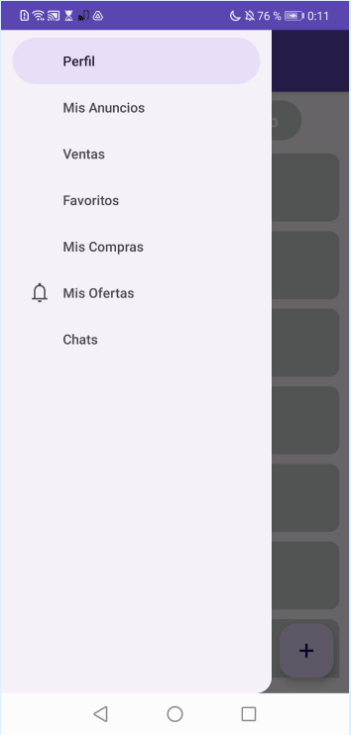 76 % 0:11
Perfil
Mis Anuncios
Ventas
Favoritos
Mis Compras
Mis Ofertas
Chats
+